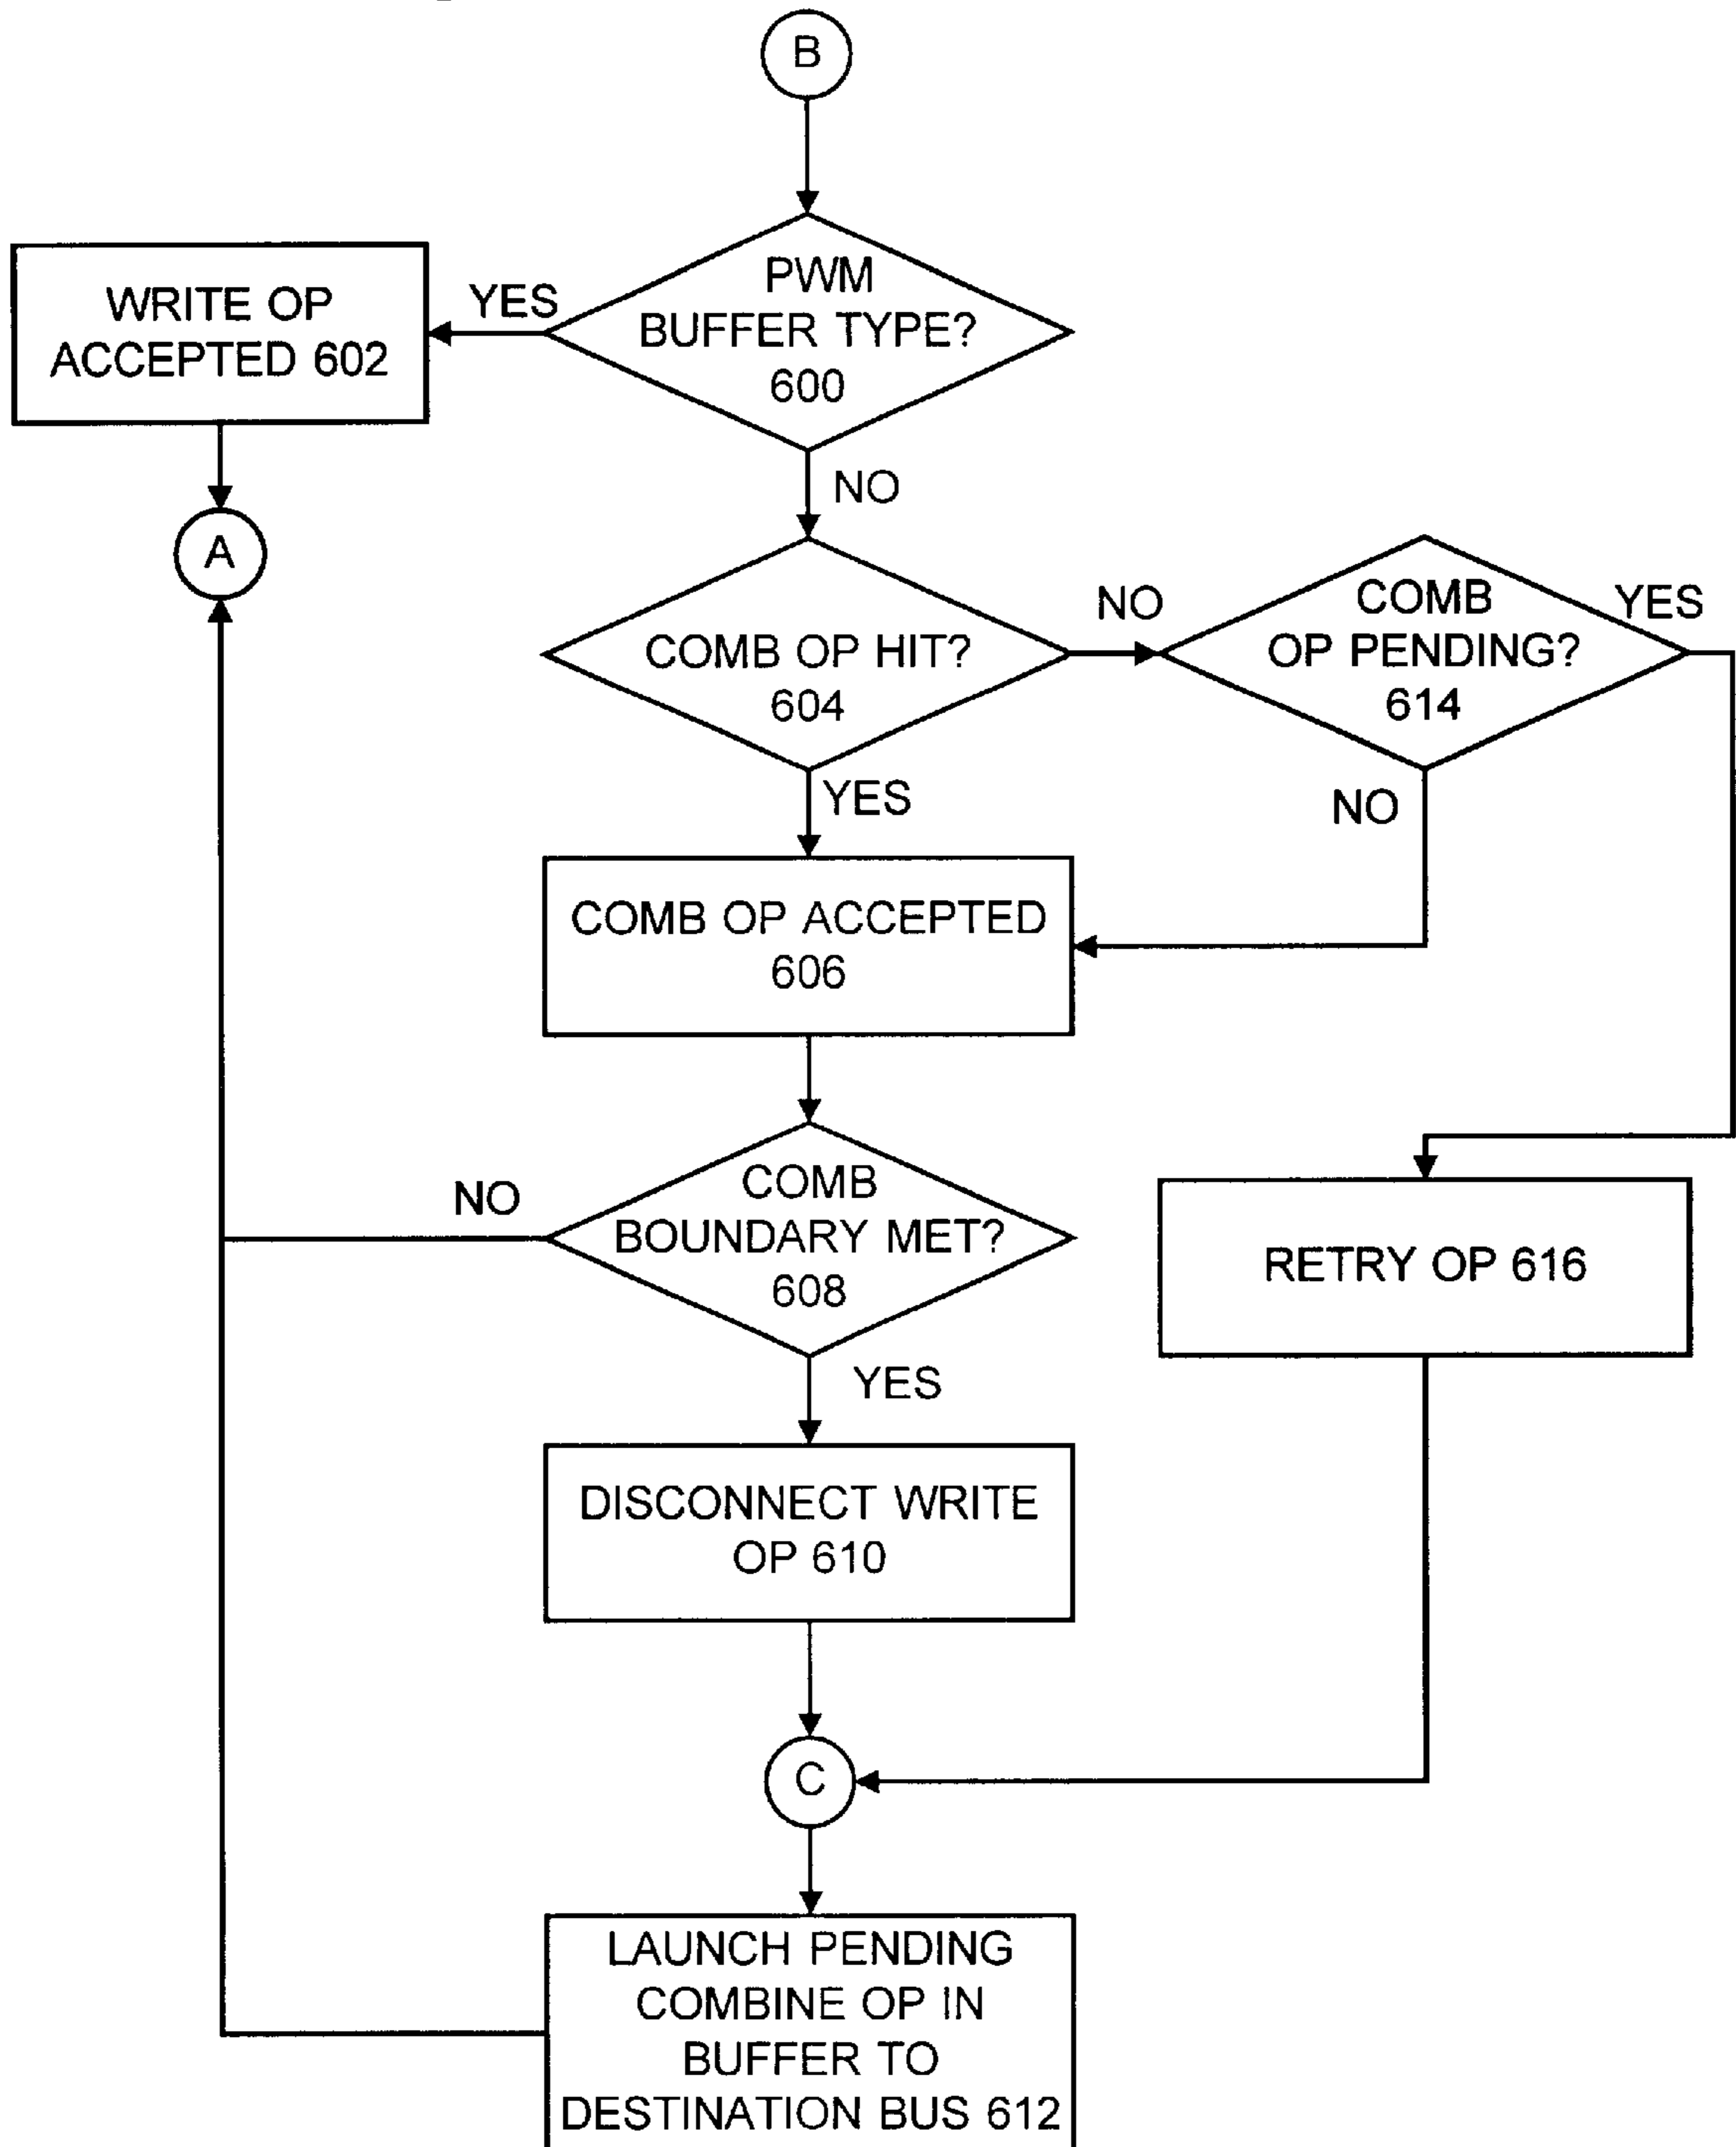 B
PWM
BUFFER TYPE?
600
YES
WRITE OP
ACCEPTED 602
NO
A
COMB OP HIT?
604
NO
COMB
OP PENDING?
614
YES
YES
NO
COMB OP ACCEPTED
606
COMB
BOUNDARY MET?
608
NO
RETRY OP 616
YES
DISCONNECT WRITE
OP 610
C
LAUNCH PENDING
COMBINE OP IN
BUFFER TO
DESTINATION BUS 612